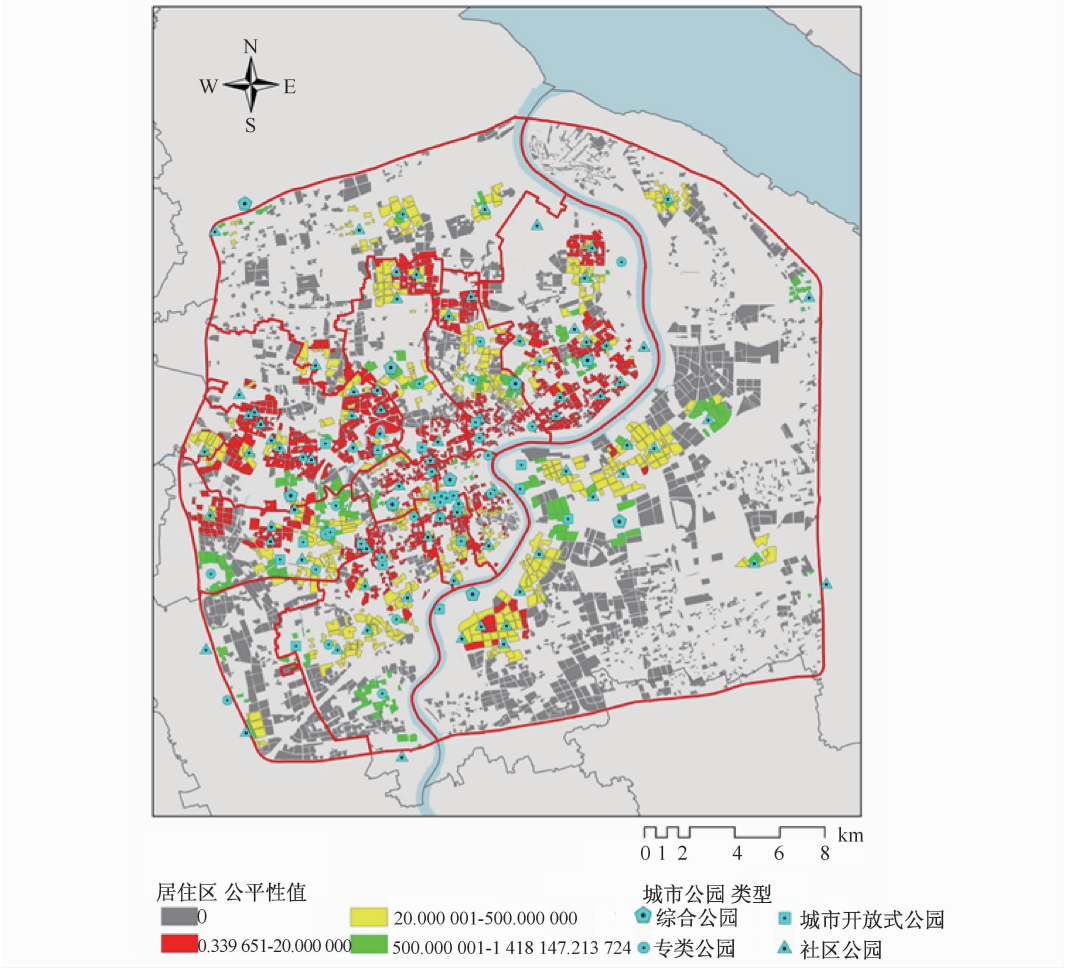 N
W E
S
km
0 1 2 4 6 8
居住区 公平性值
0
0.339 651-20.000 000
20.000 001-500.000 000
500.000 001-1 418 147.213 724
城市公园 类型
综合公园
城市开放式公园
专类公园
社区公园